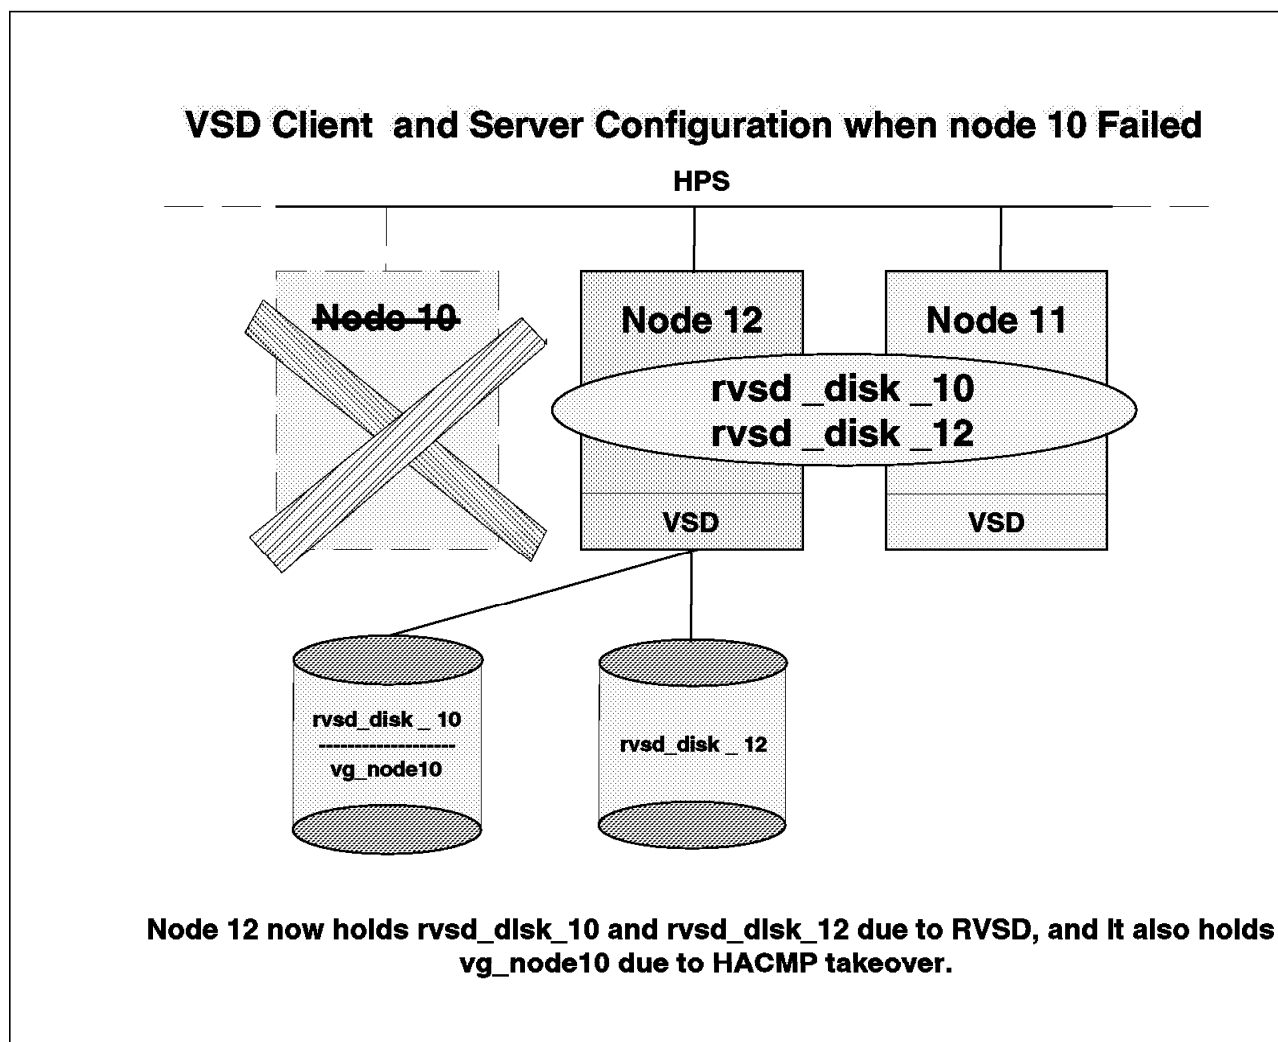 VSD Client and Server Configuration when node 10 Failed
HPS
Node 10
Node 12
Node 11
rvsd _disk _10
rvsd _disk _12
VSD
VSD
rvsd_disk _ 10
-------------------
vg_node10
rvsd_disk _ 12
Node 12 now holds rvsd_disk_10 and rvsd_disk_12 due to RVSD, and it also holds
vg_node10 due to HACMP takeover.